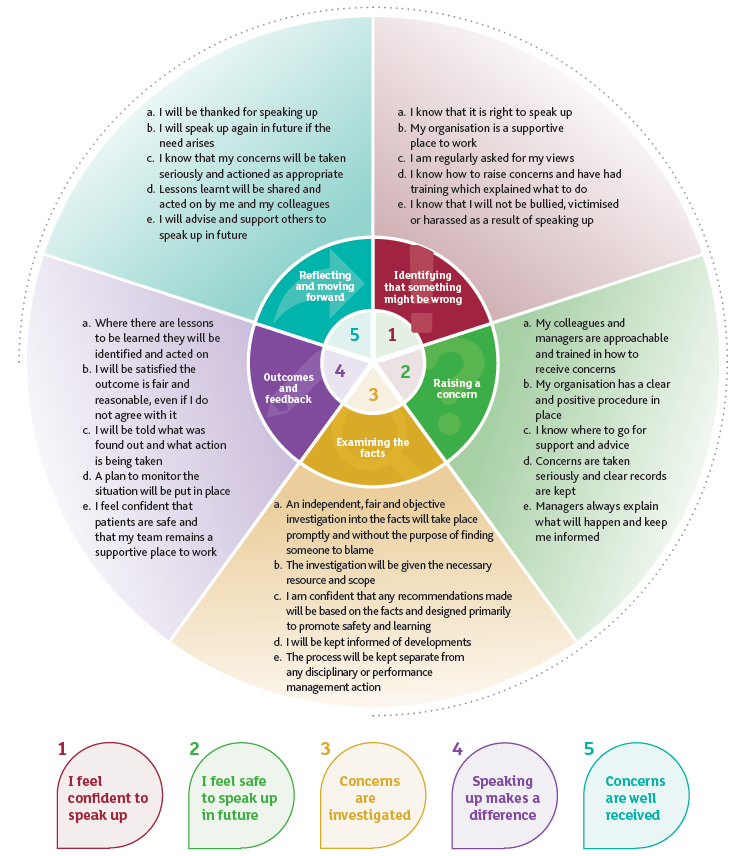 a. I will be thanked for speaking up
b. I will speak up again in future if the
need arises
c. I know that my concerns will be taken
seriously and actioned as appropriate
d. Lessons learnt will be shared and
acted on by me and my colleagues
e. I will advise and support others to
speak up in future
a. I know that it is right to speak up
b. My organisation is a supportive
place to work
c. I am regularly asked for my views
d. I know how to raise concerns and have had
training which explained what to do
e. I know that I will not be bullied, victimised
or harassed as a result of speaking up
Reflecting
and moving
forward
Identifying
that something
might be wrong
5
1
4
2
3
Outcomes
and
feedback
Raising a
concern
Examining the
facts
a. Where there are lessons
to be learned they will be
identified and acted on
b. I will be satisfied the
outcome is fair and
reasonable, even if I do
not agree with it
c. I will be told what was
found out and what action
is being taken
d. A plan to monitor the
situation will be put in place
e. I feel confident that
patients are safe and
that my team remains a
supportive place to work
a. My colleagues and
managers are approachable
and trained in how to
receive concerns
b. My organisation has a clear
and positive procedure in
place
c. I know where to go for
support and advice
d. Concerns are taken
seriously and clear records
are kept
e. Managers always explain
what will happen and keep
me informed
a. An independent, fair and objective
investigation into the facts will take place
promptly and without the purpose of finding
someone to blame
b. The investigation will be given the necessary
resource and scope
c. I am confident that any recommendations made
will be based on the facts and designed primarily
to promote safety and learning
d. I will be kept informed of developments
e. The process will be kept separate from
any disciplinary or performance
management action
1
I feel
confident to
speak up
2
I feel safe
to speak up
in future
3
Concerns
are
investigated
4
Speaking
up makes a
difference
5
Concerns
are well
received